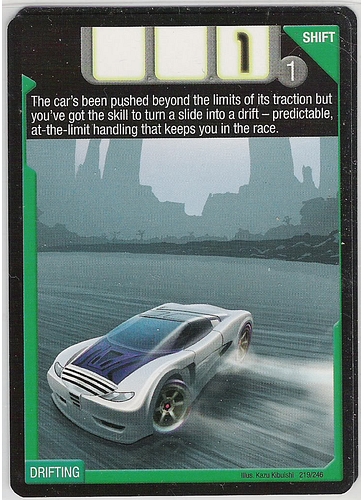 SHIFT
1
1
The car's been pushed beyond the limits of its traction but
you've got the skill to turn a slide into a drift – predictable,
at-the-limit handling that keeps you in the race.
DRIFTING
Illus. Kazu Kibuishi 219/246